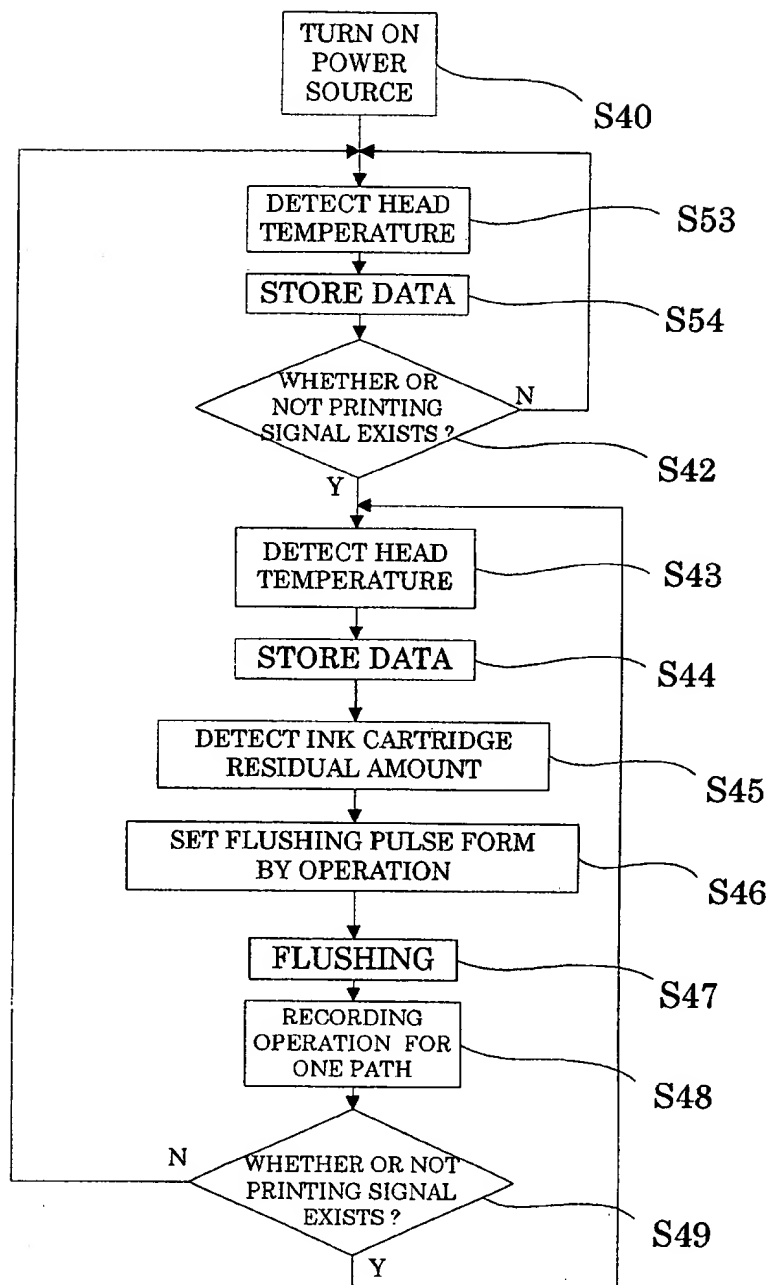 TURN ON
POWER
SOURCE
S40
DETECT HEAD
TEMPERATURE
S53
STORE DATA
S54
WHETHER OR
NOT PRINTING
SIGNAL EXISTS ?
N
S42
Y
DETECT HEAD
TEMPERATURE
S43
STORE DATA
S44
DETECT INK CARTRIDGE
RESIDUAL AMOUNT
S45
SET FLUSHING PULSE FORM
BY OPERATION
S46
FLUSHING
S47
RECORDING
OPERATION FOR
ONE PATH
S48
N
WHETHER OR NOT
PRINTING SIGNAL
EXISTS ?
S49
Y